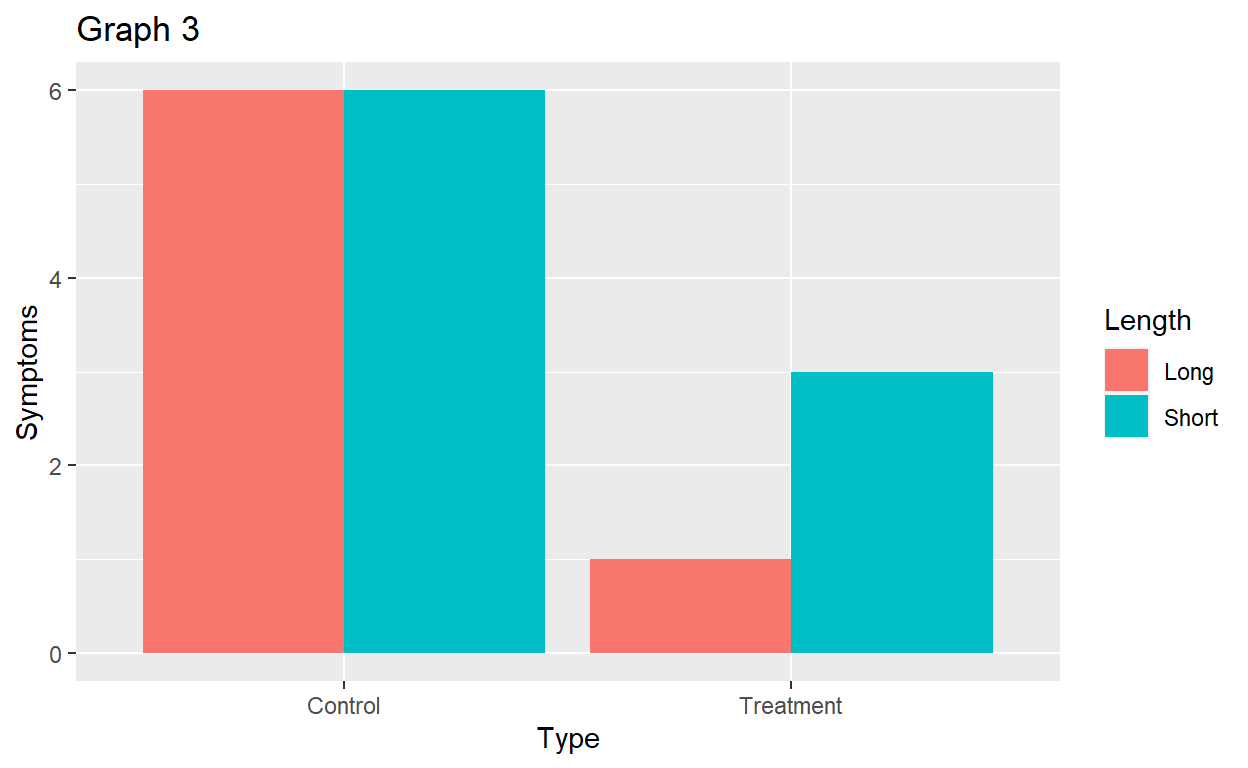 Graph 3
6
4
2
0
Symptoms
Control
Treatment
Type
Length
Long
Short